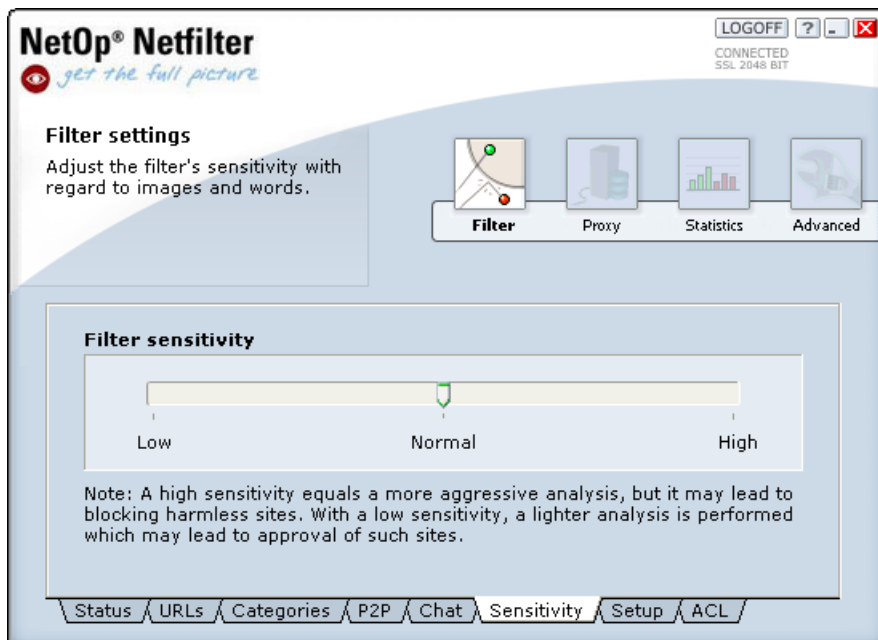 NetOp® Netfilter
get the full picture
LOGOFF ?
CONNECTED
SSL 2048 BIT
Filter settings
Adjust the filter's sensitivity with
regard to images and words.
Filter Proxy Statistics Advanced
Filter sensitivity
Low Normal High
Note: A high sensitivity equals a more aggressive analysis, but it may lead to
blocking harmless sites. With a low sensitivity, a lighter analysis is performed
which may lead to approval of such sites.
Status URLs Categories P2P Chat Sensitivity Setup ACL